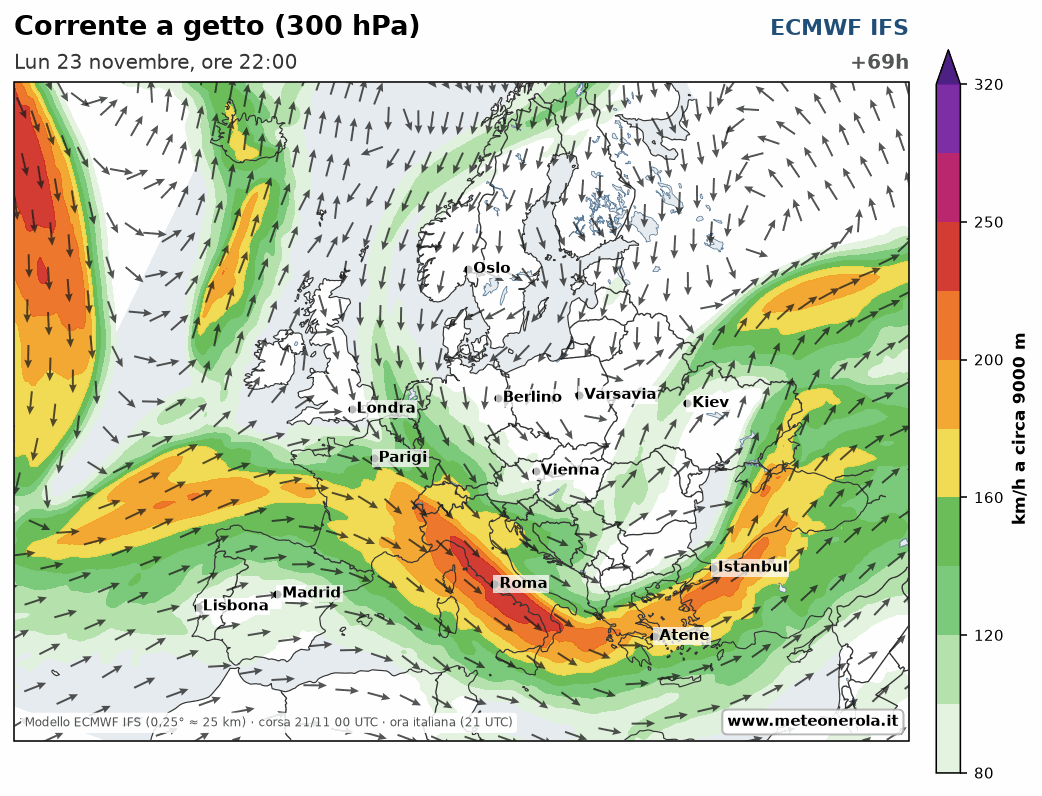 Corrente a getto (300 hPa)
ECMWF IFS
Lun 23 novembre, ore 22:00
+69h
320
250
200
160
120
80
km/h a circa 9000 m
Oslo
Berlino
Varsavia
Kiev
Londra
Parigi
Vienna
Istanbul
Roma
Madrid
Lisbona
Atene
Modello ECMWF IFS (0,25° ≈ 25 km) · corsa 21/11 00 UTC · ora italiana (21 UTC)
www.meteonerola.it